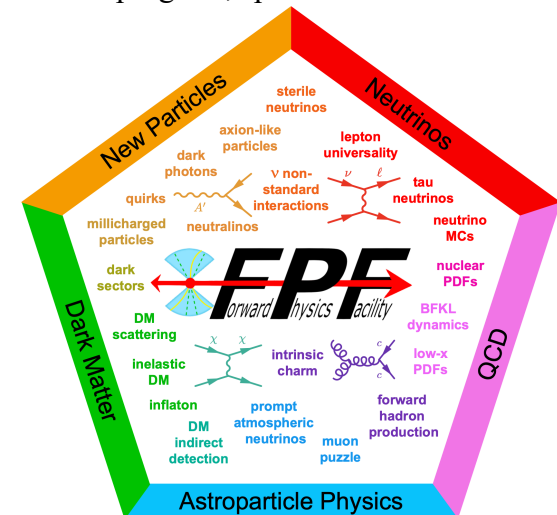 New Particles
Neutrinos
sterile
neutrinos
axion-like
particles
lepton
universality
dark
photons
ν non-
standard
interactions
ν ℓ
tau
neutrinos
quirks
A′
neutralinos
millicharged
particles
neutrino
MCs
dark
sectors
nuclear
PDFs
FPF
Forward Physics Facility
BFKL
dynamics
Dark Matter
QCD
DM
scattering
χ χ
intrinsic
charm
c
c
low-x
PDFs
inelastic
DM
inflaton
prompt
atmospheric
neutrinos
forward
hadron
production
DM
indirect
detection
muon
puzzle
Astroparticle Physics